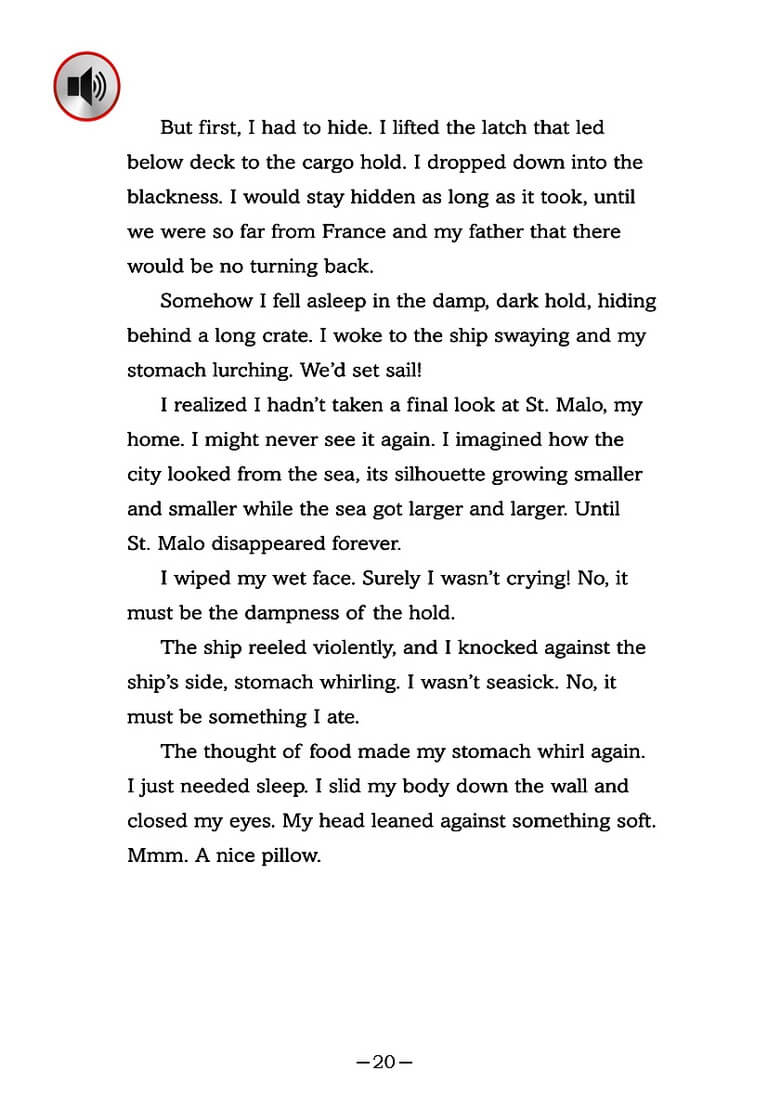 But first, I had to hide. I lifted the latch that led
below deck to the cargo hold. I dropped down into the
blackness. I would stay hidden as long as it took, until
we were so far from France and my father that there
would be no turning back.
Somehow I fell asleep in the damp, dark hold, hiding
behind a long crate. I woke to the ship swaying and my
stomach lurching. We’d set sail!
I realized I hadn’t taken a final look at St. Malo, my
home. I might never see it again. I imagined how the
city looked from the sea, its silhouette growing smaller
and smaller while the sea got larger and larger. Until
St. Malo disappeared forever.
I wiped my wet face. Surely I wasn’t crying! No, it
must be the dampness of the hold.
The ship reeled violently, and I knocked against the
ship’s side, stomach whirling. I wasn’t seasick. No, it
must be something I ate.
The thought of food made my stomach whirl again.
I just needed sleep. I slid my body down the wall and
closed my eyes. My head leaned against something soft.
Mmm. A nice pillow.
—20—